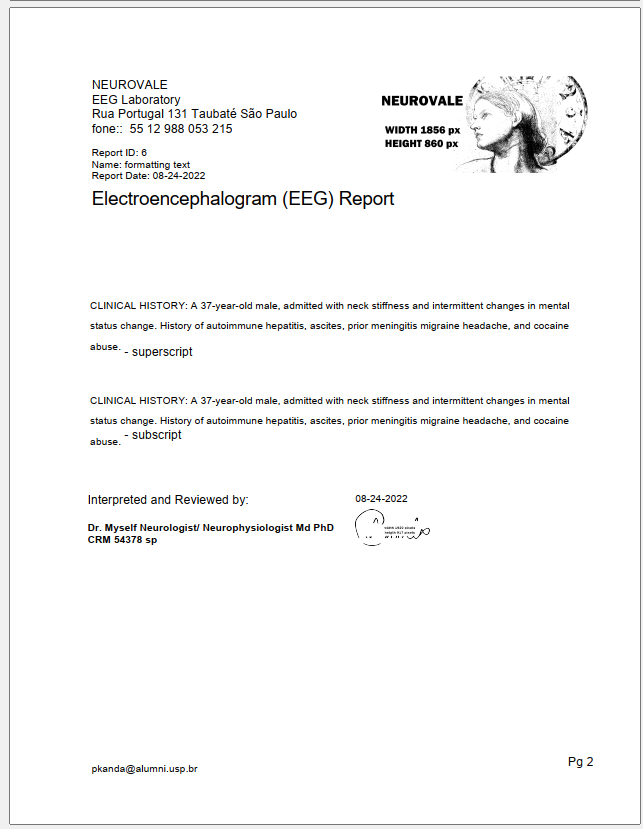 NEUROVALE
EEG Laboratory
Rua Portugal 131 Taubaté São Paulo
fone:: 55 12 988 053 215
NEUROVALE
WIDTH 1856 px
HEIGHT 860 px
Report ID: 6
Name: formatting text
Report Date: 08-24-2022
Electroencephalogram (EEG) Report
CLINICAL HISTORY: A 37-year-old male, admitted with neck stiffness and intermittent changes in mental
status change. History of autoimmune hepatitis, ascites, prior meningitis migraine headache, and cocaine
abuse. - superscript
CLINICAL HISTORY: A 37-year-old male, admitted with neck stiffness and intermittent changes in mental
status change. History of autoimmune hepatitis, ascites, prior meningitis migraine headache, and cocaine
abuse. - subscript
Interpreted and Reviewed by:
08-24-2022
Dr. Myself Neurologist/ Neurophysiologist Md PhD
CRM 54378 sp
pkanda@alumni.usp.br
Pg 2